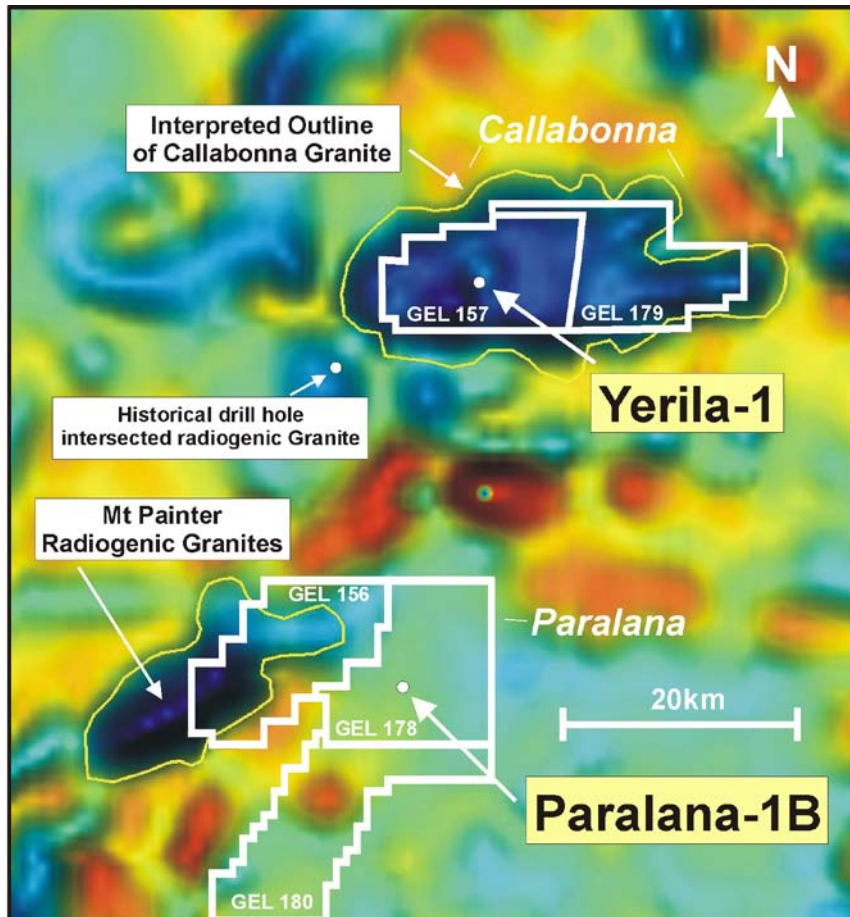 N
Interpreted Outline
of Callabonna Granite
Callabonna
GEL 157
GEL 179
Yerila-1
Historical drill hole
intersected radiogenic Granite
Mt Painter
Radiogenic Granites
GEL 156
Paralana
20km
GEL 178
Paralana-1B
GEL 180